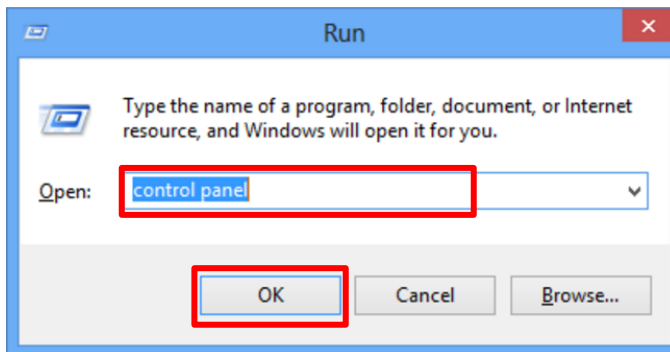 Run
Type the name of a program, folder, document, or Internet
resource, and Windows will open it for you.
Open: control panel
OK Cancel Browse...